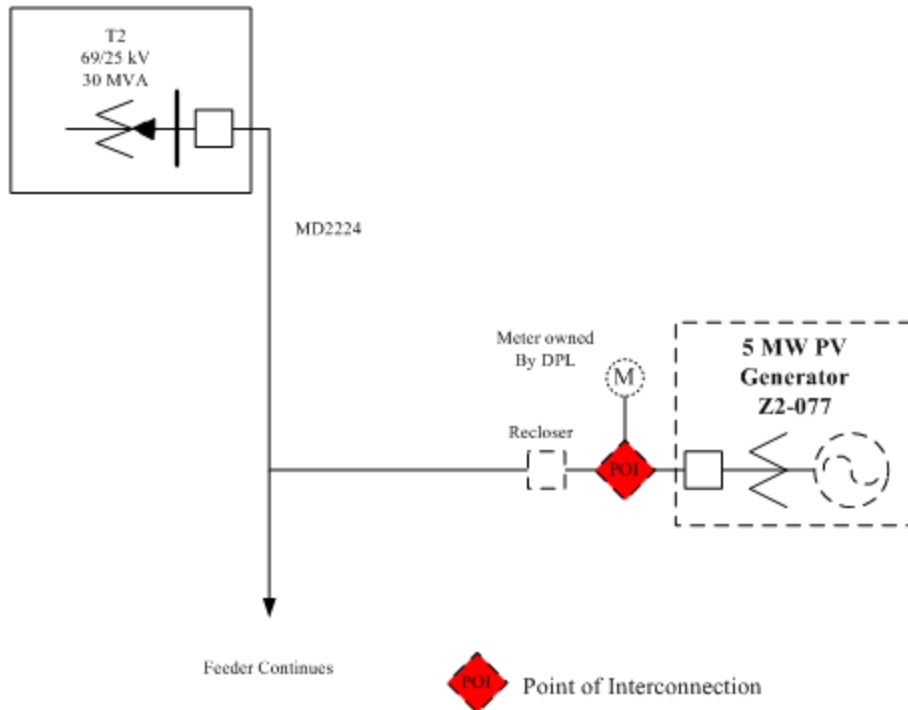 T2
69/25 kV
30 MVA
MD2224
Meter owned
By DPL
M
5 MW PV
Generator
Z2-077
Recloser
POI
Feeder Continues
POI
Point of Interconnection